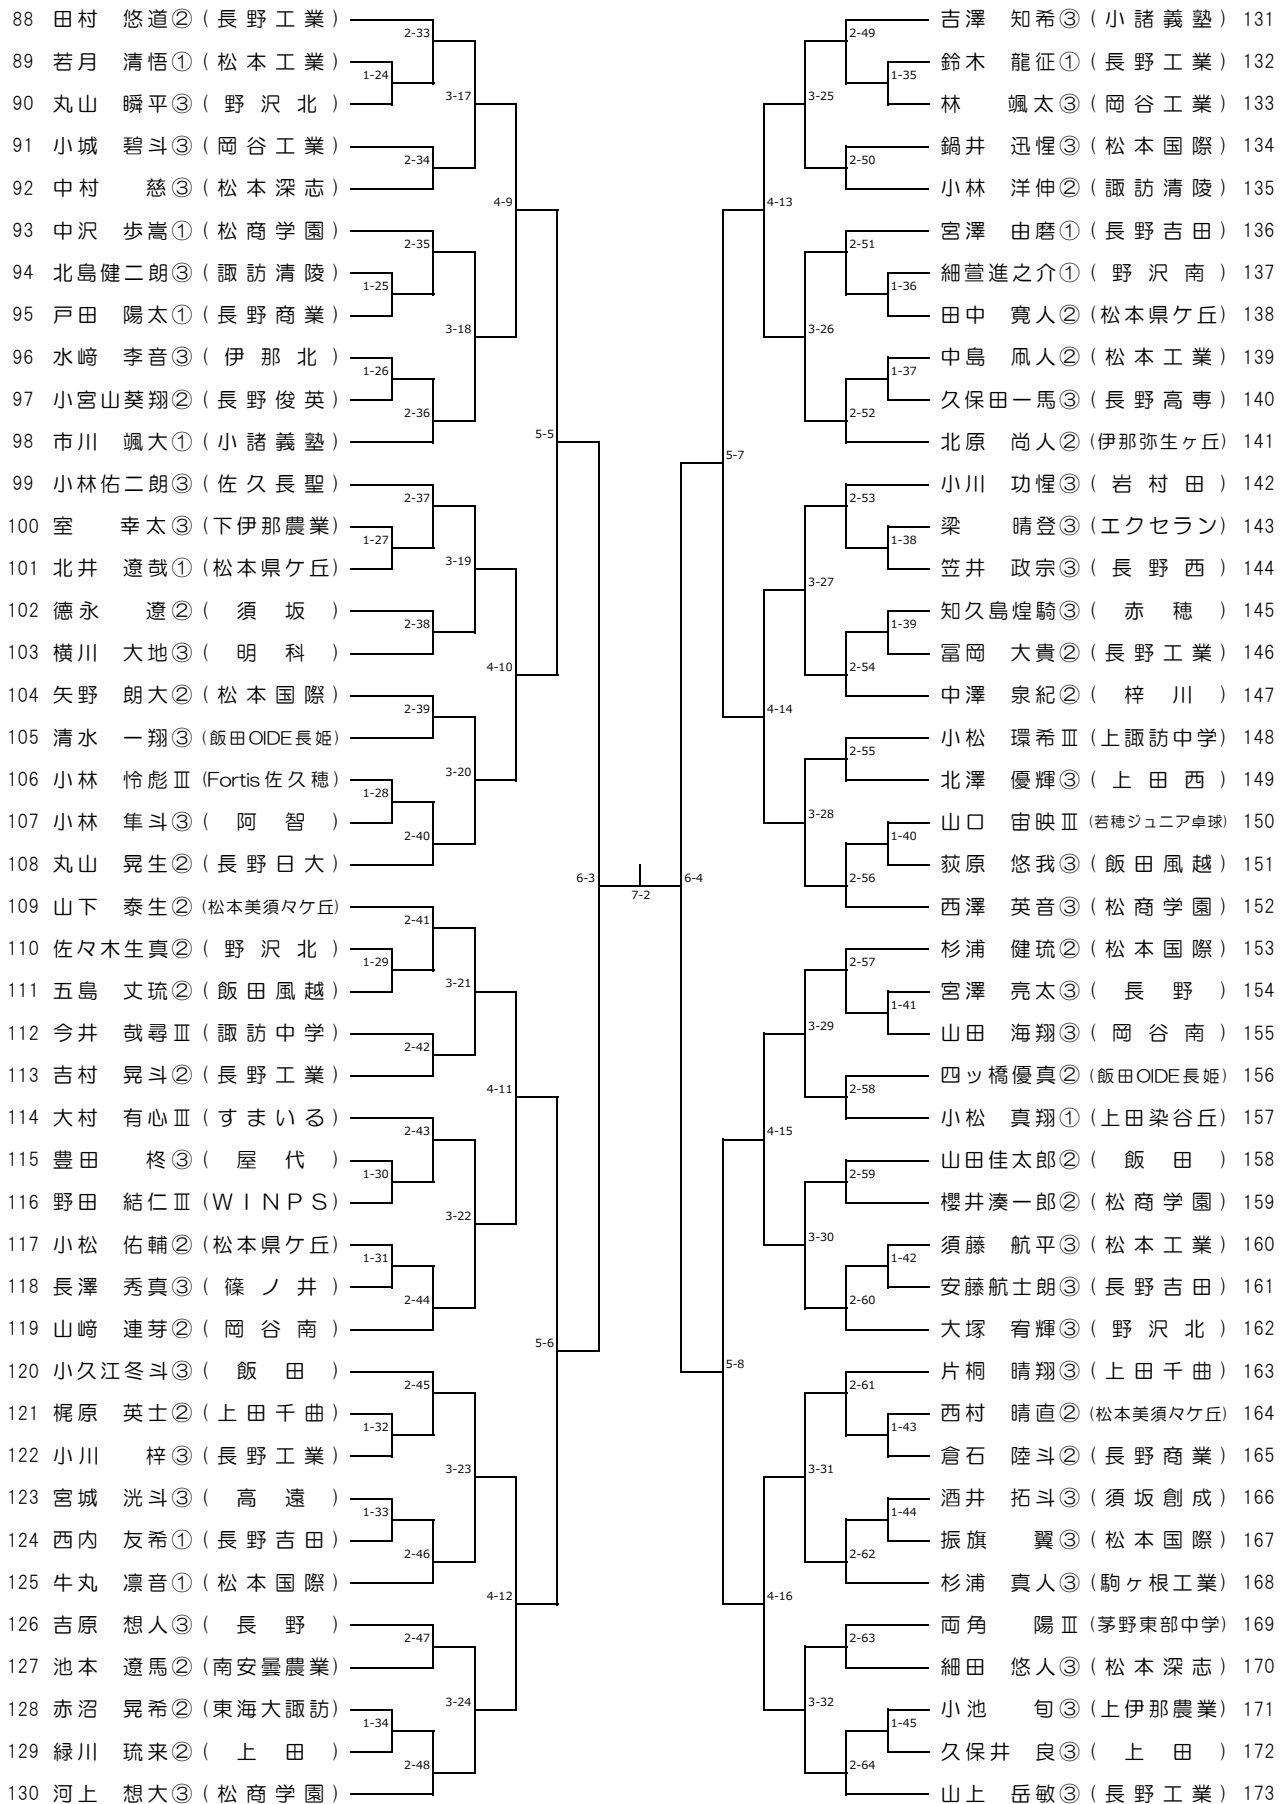 88 田村 悠道② (長野工業)
89 若月 清悟① (松本工業)
90 丸山 瞬平③ (野沢北)
91 小城 碧斗③ (岡谷工業)
92 中村 慈③ (松本深志)
93 中沢 歩嵩① (松商学園)
94 北島健二朗③ (諏訪清陵)
95 戸田 陽太① (長野商業)
96 水﨑 李音③ (伊那北)
97 小宮山葵翔② (長野俊英)
98 市川 颯大① (小諸義塾)
99 小林佑二朗③ (佐久長聖)
100 室 幸太③ (下伊那農業)
101 北井 遼哉① (松本県ケ丘)
102 德永 遼② (須坂)
103 横川 大地③ (明科)
104 矢野 朗大② (松本国際)
105 清水 一翔③ (飯田OIDE長姫)
106 小林 怜彪Ⅲ (Fortis佐久穂)
107 小林 隼斗③ (阿智)
108 丸山 晃生② (長野日大)
109 山下 泰生② (松本美須々ケ丘)
110 佐々木生真② (野沢北)
111 五島 丈琉② (飯田風越)
112 今井 哉尋Ⅲ (諏訪中学)
113 吉村 晃斗② (長野工業)
114 大村 有心Ⅲ (すまいる)
115 豊田 柊③ (屋代)
116 野田 結仁Ⅲ (WINPS)
117 小松 佑輔② (松本県ケ丘)
118 長澤 秀真③ (篠ノ井)
119 山﨑 連芽② (岡谷南)
120 小久江冬斗③ (飯田)
121 梶原 英士② (上田千曲)
122 小川 梓③ (長野工業)
123 宮城 洸斗③ (高遠)
124 西内 友希① (長野吉田)
125 牛丸 凛音① (松本国際)
126 吉原 想人③ (長野)
127 池本 遼馬② (南安曇農業)
128 赤沼 晃希② (東海大諏訪)
129 緑川 琉来② (上田)
130 河上 想大③ (松商学園)
1-24
1-25
1-26
1-27
1-28
1-29
1-30
1-31
1-32
1-33
1-34
2-33
2-34
2-35
2-36
2-37
2-38
2-39
2-40
2-41
2-42
2-43
2-44
2-45
2-46
2-47
2-48
3-17
3-18
3-19
3-20
3-21
3-22
3-23
3-24
4-9
4-10
4-11
4-12
5-5
5-6
6-3
7-2
6-4
5-7
5-8
4-13
4-14
4-15
4-16
3-25
3-26
3-27
3-28
3-29
3-30
3-31
3-32
2-49
2-50
2-51
2-52
2-53
2-54
2-55
2-56
2-57
2-58
2-59
2-60
2-61
2-62
2-63
2-64
1-35
1-36
1-37
1-38
1-39
1-40
1-41
1-42
1-43
1-44
1-45
吉澤 知希③ (小諸義塾) 131
鈴木 龍征① (長野工業) 132
林 颯太③ (岡谷工業) 133
鍋井 迅惺③ (松本国際) 134
小林 洋伸② (諏訪清陵) 135
宮澤 由磨① (長野吉田) 136
細萱進之介① (野沢南) 137
田中 寛人② (松本県ケ丘) 138
中島 凧人② (松本工業) 139
久保田一馬③ (長野高専) 140
北原 尚人② (伊那弥生ヶ丘) 141
小川 功惺③ (岩村田) 142
梁 晴登③ (エクセラン) 143
笠井 政宗③ (長野西) 144
知久島煌騎③ (赤穂) 145
冨岡 大貴② (長野工業) 146
中澤 泉紀② (梓川) 147
小松 環希Ⅲ (上諏訪中学) 148
北澤 優輝③ (上田西) 149
山口 宙映Ⅲ (若穂ジュニア卓球) 150
荻原 悠我③ (飯田風越) 151
西澤 英音③ (松商学園) 152
杉浦 健琉② (松本国際) 153
宮澤 亮太③ (長野) 154
山田 海翔③ (岡谷南) 155
四ッ橋優真② (飯田OIDE長姫) 156
小松 真翔① (上田染谷丘) 157
山田佳太郎② (飯田) 158
櫻井湊一郎② (松商学園) 159
須藤 航平③ (松本工業) 160
安藤航士朗③ (長野吉田) 161
大塚 宥輝③ (野沢北) 162
片桐 晴翔③ (上田千曲) 163
西村 晴直② (松本美須々ケ丘) 164
倉石 陸斗② (長野商業) 165
酒井 拓斗③ (須坂創成) 166
振旗 翼③ (松本国際) 167
杉浦 真人③ (駒ヶ根工業) 168
両角 陽Ⅲ (茅野東部中学) 169
細田 悠人③ (松本深志) 170
小池 旬③ (上伊那農業) 171
久保井 良③ (上田) 172
山上 岳敏③ (長野工業) 173